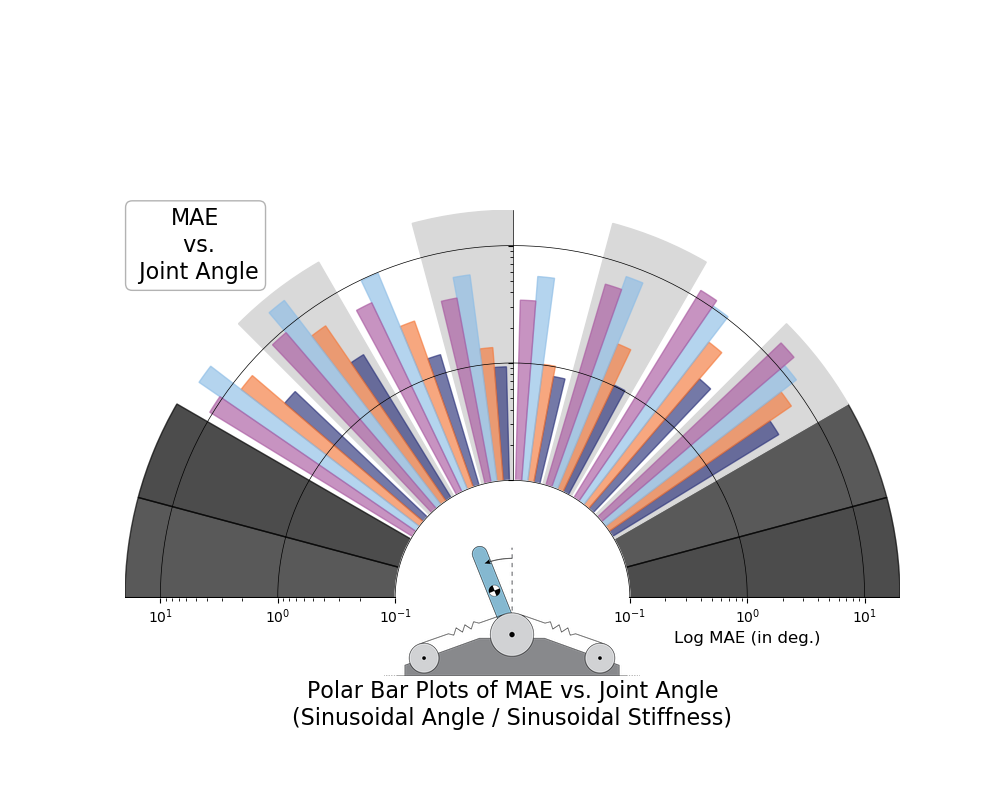 MAE
vs.
Joint Angle
10¹ 10⁰ 10⁻¹ 10⁻¹ 10⁰ 10¹
Log MAE (in deg.)
Polar Bar Plots of MAE vs. Joint Angle
(Sinusoidal Angle / Sinusoidal Stiffness)